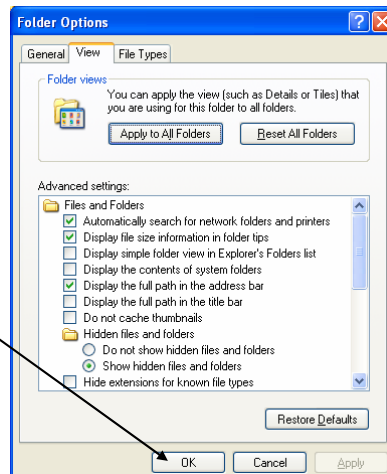 Folder Options
General View File Types
Folder views
You can apply the view (such as Details or Tiles) that
you are using for this folder to all folders.
Apply to All Folders Reset All Folders
Advanced settings:
Files and Folders
Automatically search for network folders and printers
Display file size information in folder tips
Display simple folder view in Explorer's Folders list
Display the contents of system folders
Display the full path in the address bar
Display the full path in the title bar
Do not cache thumbnails
Hidden files and folders
Do not show hidden files and folders
Show hidden files and folders
Hide extensions for known file types
Restore Defaults
OK Cancel Apply